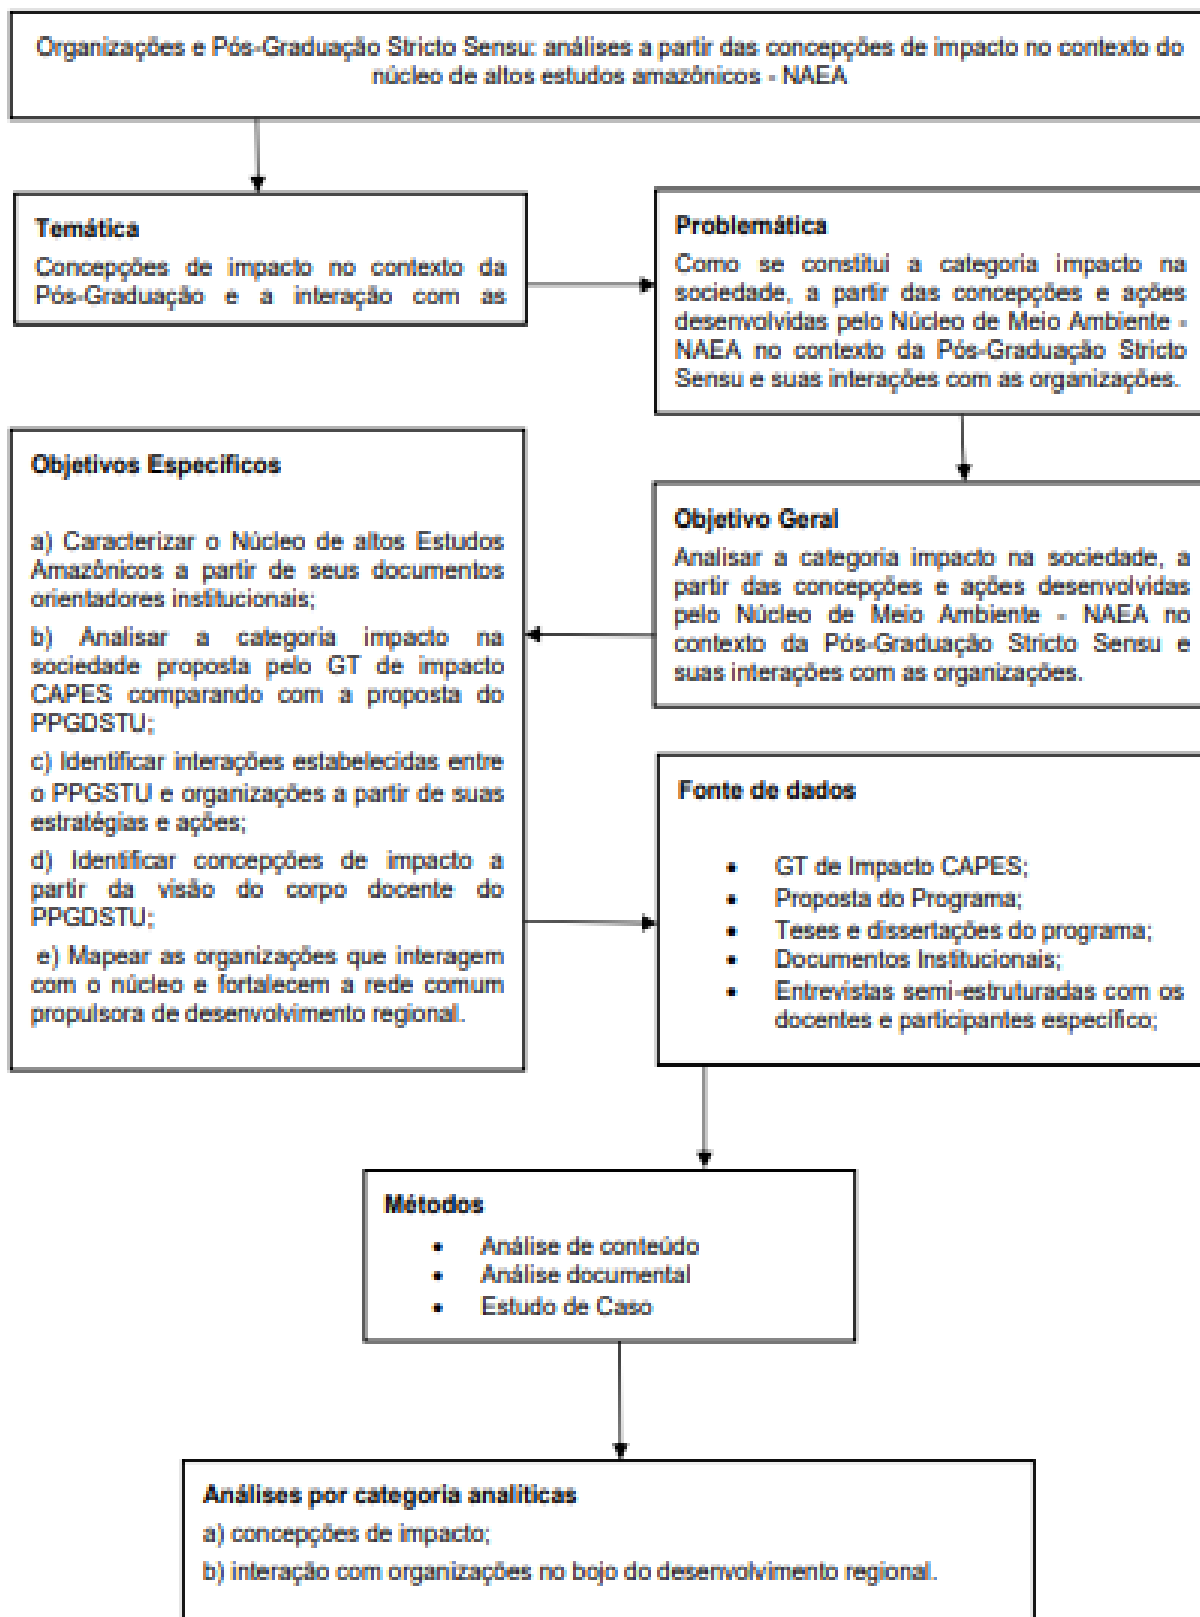 Organizações e Pós-Graduação Stricto Sensu: análises a partir das concepções de impacto no contexto do
núcleo de altos estudos amazônicos - NAEA
Temática
Concepções de impacto no contexto da
Pós-Graduação e a interação com as
Problemática
Como se constitui a categoria impacto na
sociedade, a partir das concepções e ações
desenvolvidas pelo Núcleo de Meio Ambiente -
NAEA no contexto da Pós-Graduação Stricto
Sensu e suas interações com as organizações.
Objetivo Geral
Analisar a categoria impacto na sociedade, a
partir das concepções e ações desenvolvidas
pelo Núcleo de Meio Ambiente - NAEA no
contexto da Pós-Graduação Stricto Sensu e
suas interações com as organizações.
Objetivos Específicos
a) Caracterizar o Núcleo de altos Estudos
Amazônicos a partir de seus documentos
orientadores institucionais;
b) Analisar a categoria impacto na
sociedade proposta pelo GT de impacto
CAPES comparando com a proposta do
PPGDSTU;
c) Identificar interações estabelecidas entre
o PPGSTU e organizações a partir de suas
estratégias e ações;
d) Identificar concepções de impacto a
partir da visão do corpo docente do
PPGDSTU;
e) Mapear as organizações que interagem
com o núcleo e fortalecem a rede comum
propulsora de desenvolvimento regional.
Fonte de dados
• GT de Impacto CAPES;
• Proposta do Programa;
• Teses e dissertações do programa;
• Documentos Institucionais;
• Entrevistas semi-estruturadas com os
docentes e participantes específico;
Métodos
• Análise de conteúdo
• Análise documental
• Estudo de Caso
Análises por categoria analíticas
a) concepções de impacto;
b) interação com organizações no bojo do desenvolvimento regional.